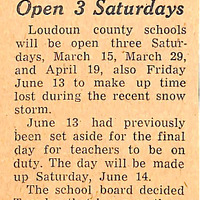 Open 3 Saturdays
Loudoun county schools
will be open three Satur-
days, March 15, March 29,
and April 19, also Friday
June 13 to make up time
lost during the recent snow
storm.
June 13 had previously
been set aside for the final
day for teachers to be on
duty. The day will be made
up Saturday, June 14.
The school board decided